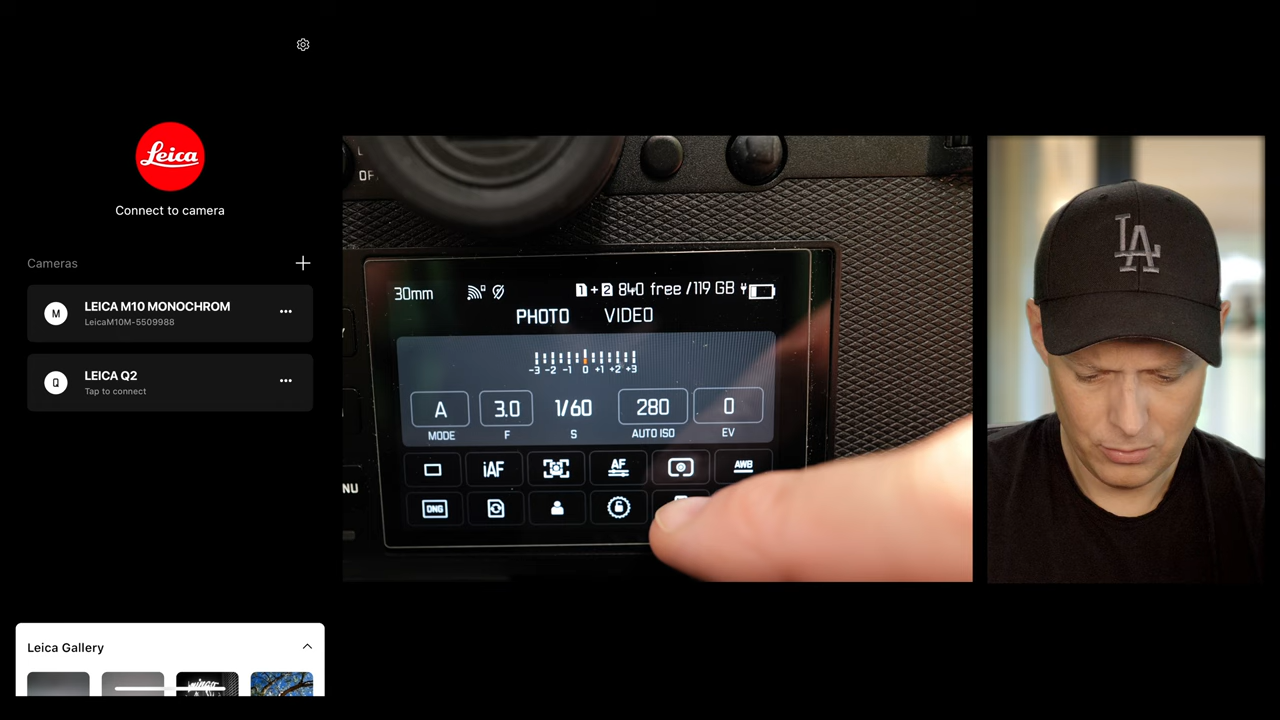 Leica
Connect to camera
Cameras
M
LEICA M10 MONOCHROM
LeicaM10M-5509988
Q
LEICA Q2
Tap to connect
Leica Gallery
L
OF
NU
30mm
1 + 2 840 free /119 GB
PHOTO VIDEO
-3 -2 -1 0 +1 +2 +3
A 3.0 1/60 280 0
MODE F S AUTO ISO EV
iAF AF AWB
DNG
LA